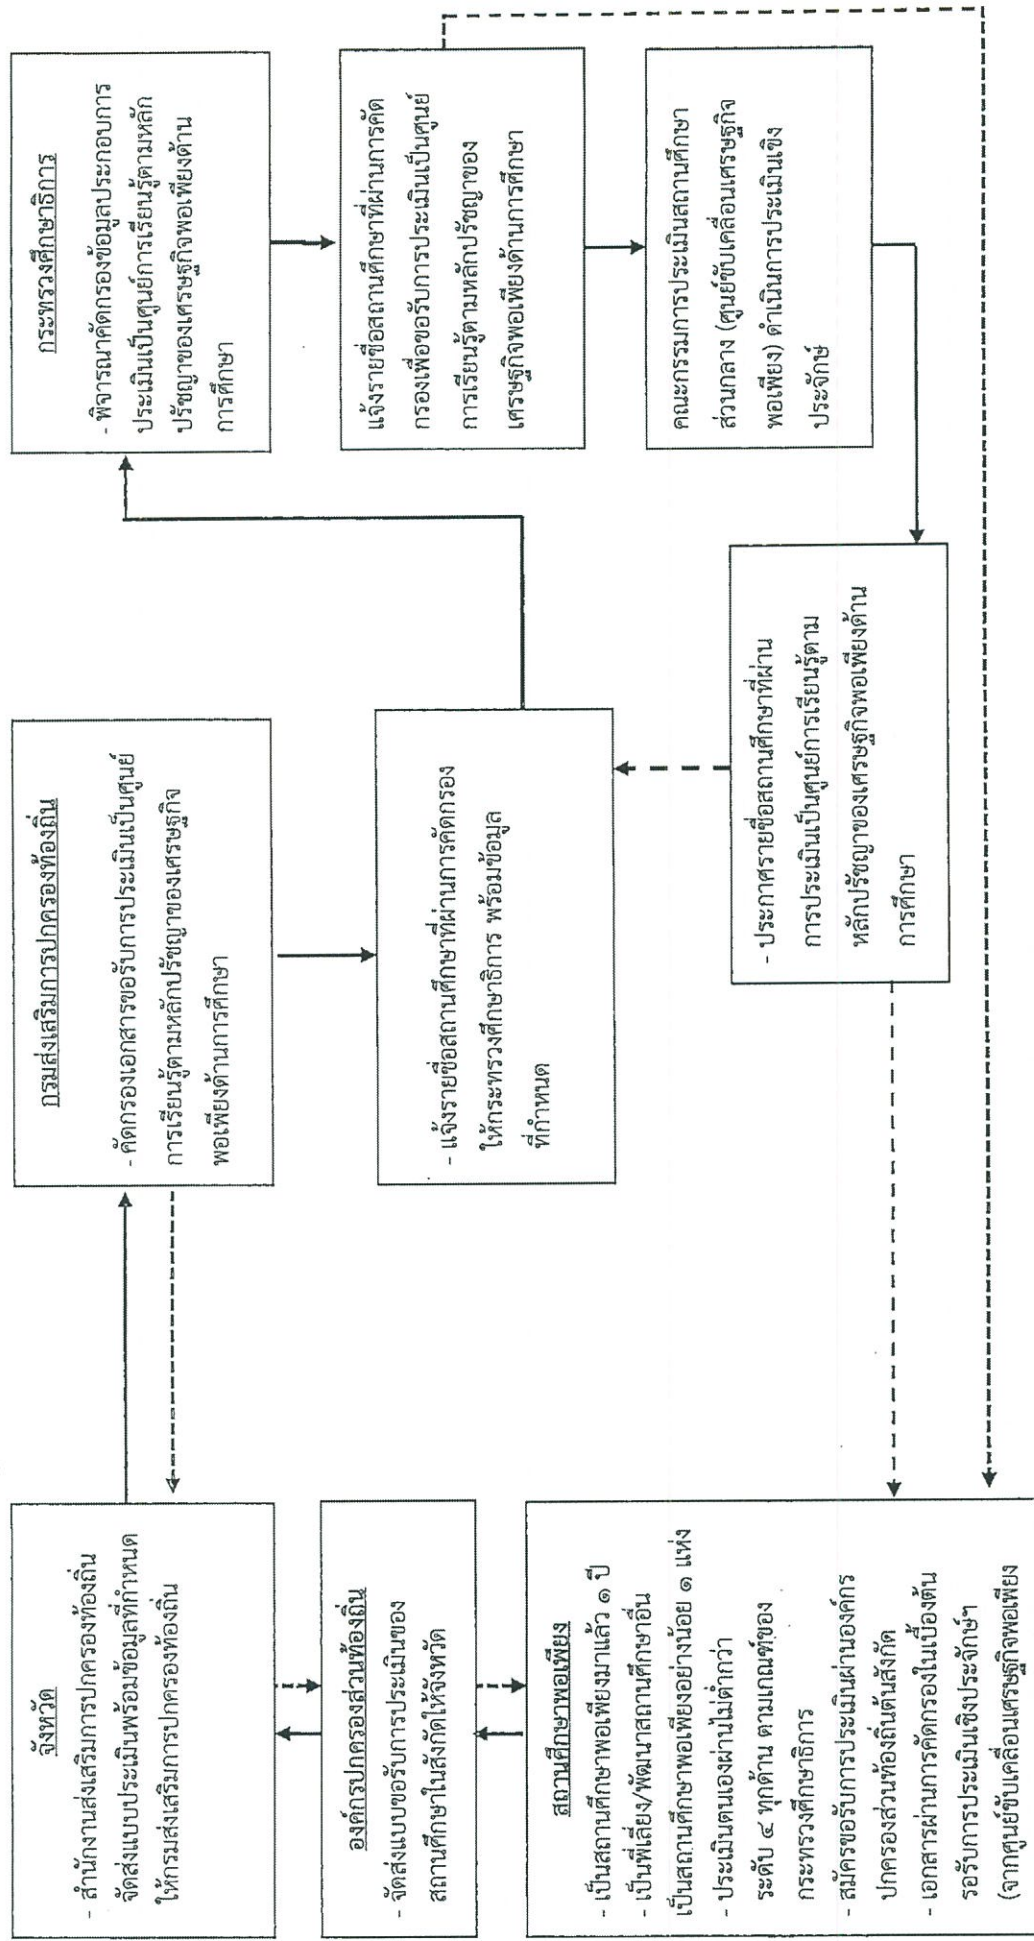 จังหวัด
- สำนักงานส่งเสริมการปกครองท้องถิ่น
จัดส่งแบบประเมินพร้อมข้อมูลที่กำหนด
ให้กรมส่งเสริมการปกครองท้องถิ่น
องค์กรปกครองส่วนท้องถิ่น
- จัดส่งแบบขอรับการประเมินของ
สถานศึกษาในสังกัดให้จังหวัด
สถานศึกษาพอเพียง
- เป็นสถานศึกษาพอเพียงมาแล้ว ๑ ปี
- เป็นพี่เลี้ยง/พัฒนาสถานศึกษาอื่น
เป็นสถานศึกษาพอเพียงอย่างน้อย ๑ แห่ง
- ประเมินตนเองผ่านไม่ต่ำกว่า
ระดับ ๔ ทุกด้าน ตามเกณฑ์ของ
กระทรวงศึกษาธิการ
- สมัครขอรับการประเมินผ่านองค์กร
ปกครองส่วนท้องถิ่นต้นสังกัด
- เอกสารผ่านการคัดกรองในเบื้องต้น
รอรับการประเมินเชิงประจักษ์ฯ
(จากศูนย์ขับเคลื่อนเศรษฐกิจพอเพียง
กรมส่งเสริมการปกครองท้องถิ่น
- คัดกรองเอกสารขอรับการประเมินเป็นศูนย์
การเรียนรู้ตามหลักปรัชญาของเศรษฐกิจ
พอเพียงด้านการศึกษา
- แจ้งรายชื่อสถานศึกษาที่ผ่านการคัดกรอง
ให้กระทรวงศึกษาธิการ พร้อมข้อมูล
ที่กำหนด
- ประกาศรายชื่อสถานศึกษาที่ผ่าน
การประเมินเป็นศูนย์การเรียนรู้ตาม
หลักปรัชญาของเศรษฐกิจพอเพียงด้าน
การศึกษา
กระทรวงศึกษาธิการ
- พิจารณาคัดกรองข้อมูลประกอบการ
ประเมินเป็นศูนย์การเรียนรู้ตามหลัก
ปรัชญาของเศรษฐกิจพอเพียงด้าน
การศึกษา
แจ้งรายชื่อสถานศึกษาที่ผ่านการคัด
กรองเพื่อขอรับการประเมินเป็นศูนย์
การเรียนรู้ตามหลักปรัชญาของ
เศรษฐกิจพอเพียงด้านการศึกษา
คณะกรรมการประเมินสถานศึกษา
ส่วนกลาง (ศูนย์ขับเคลื่อนเศรษฐกิจ
พอเพียง) ดำเนินการประเมินเชิง
ประจักษ์